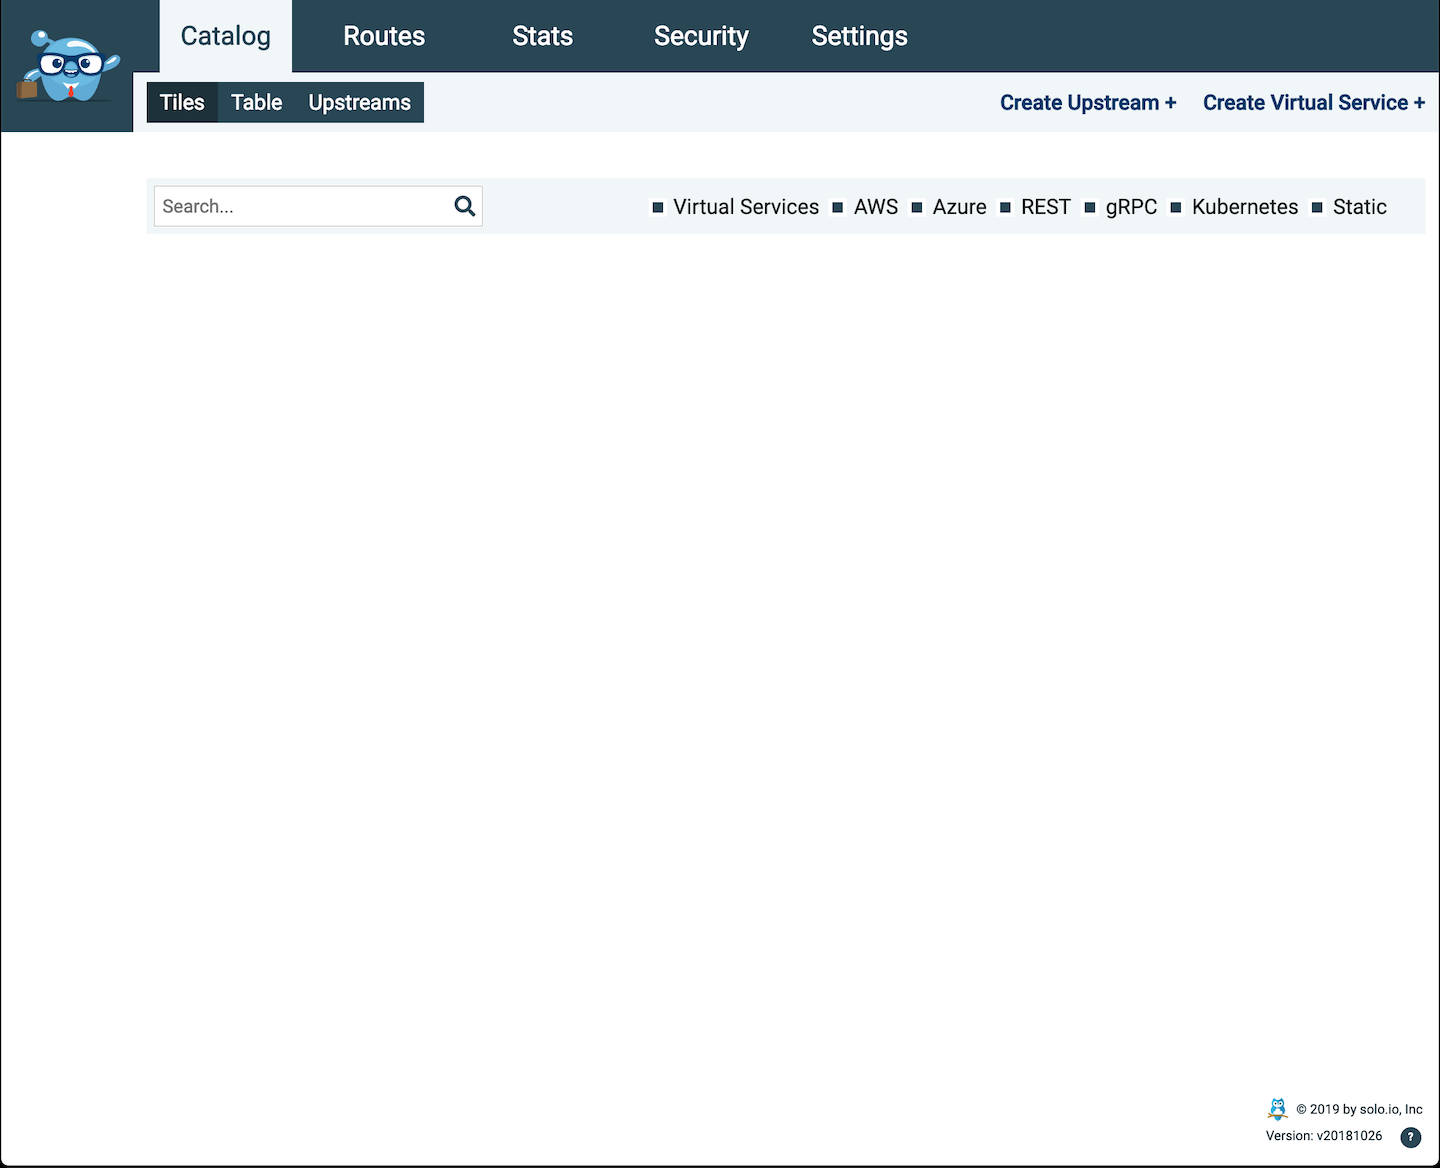 Catalog Routes Stats Security Settings
Tiles Table Upstreams Create Upstream + Create Virtual Service +
Search... Virtual Services AWS Azure REST gRPC Kubernetes Static
© 2019 by solo.io, Inc
Version: v20181026 ?